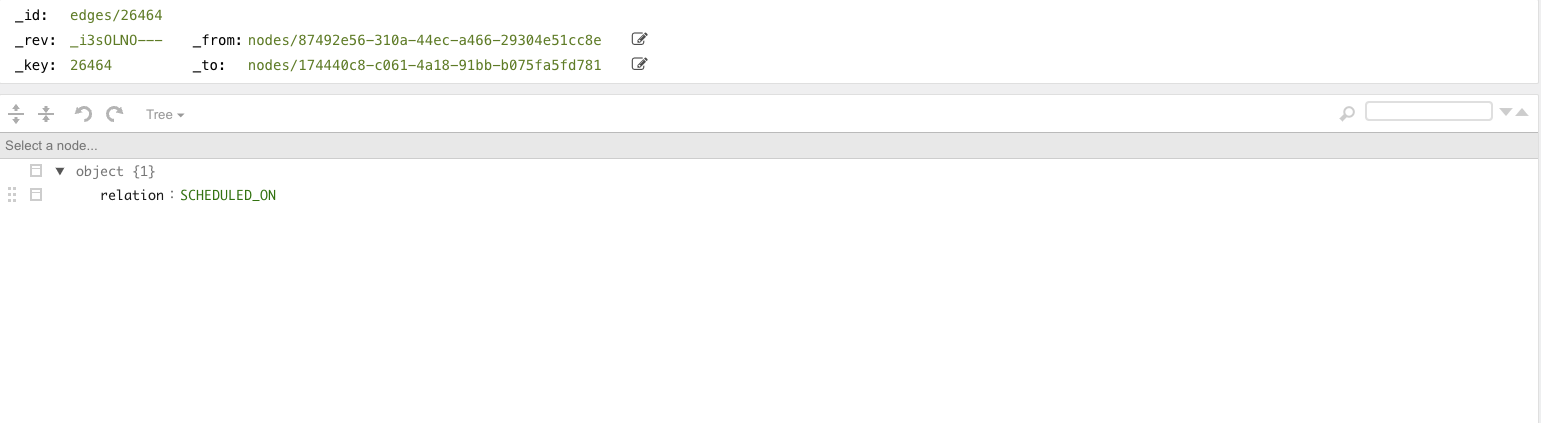 _id: edges/26464
_rev: _i3sOLNO--- _from: nodes/87492e56-310a-44ec-a466-29304e51cc8e
_key: 26464 _to: nodes/174440c8-c061-4a18-91bb-b075fa5fd781
Tree
Select a node...
object {1}
relation : SCHEDULED_ON